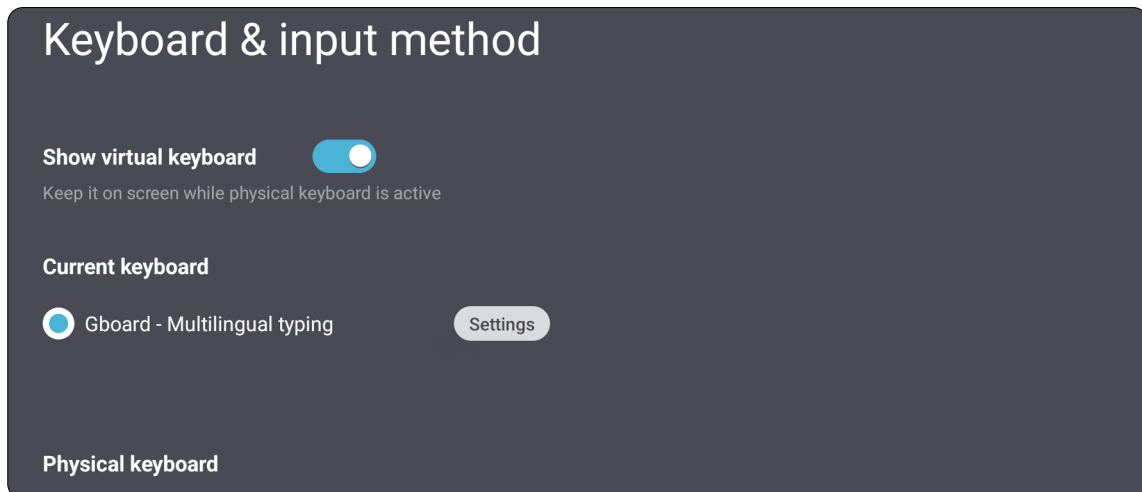 Keyboard & input method
Show virtual keyboard
Keep it on screen while physical keyboard is active
Current keyboard
Gboard - Multilingual typing
Settings
Physical keyboard